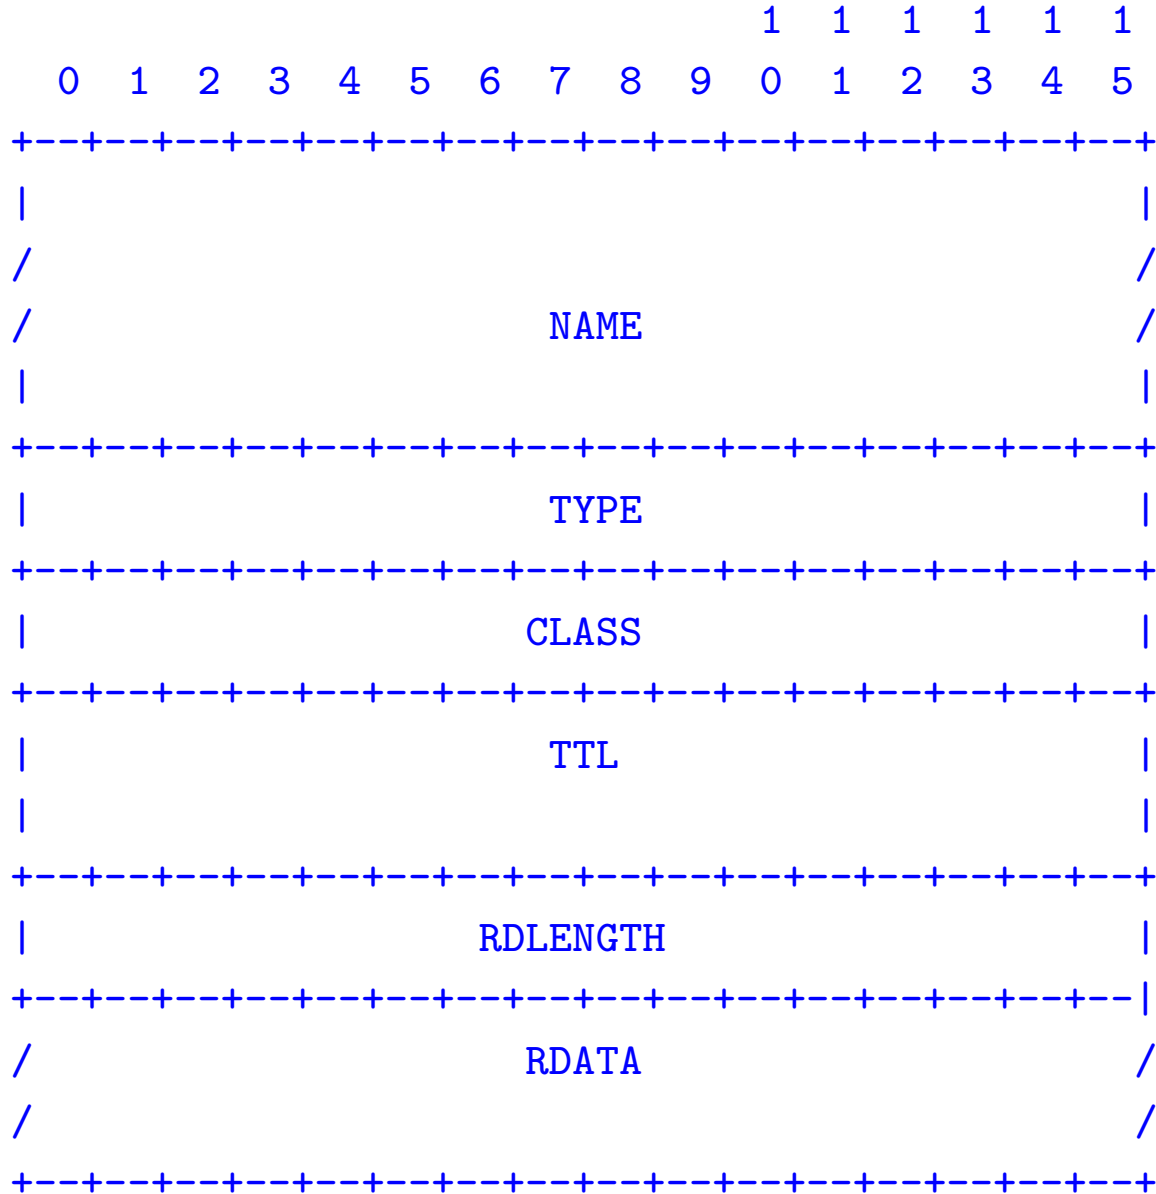 1  1  1  1  1  1
  0  1  2  3  4  5  6  7  8  9  0  1  2  3  4  5
+--+--+--+--+--+--+--+--+--+--+--+--+--+--+--+--+
|                                               |
/                                               /
/                      NAME                     /
|                                               |
+--+--+--+--+--+--+--+--+--+--+--+--+--+--+--+--+
|                      TYPE                     |
+--+--+--+--+--+--+--+--+--+--+--+--+--+--+--+--+
|                     CLASS                     |
+--+--+--+--+--+--+--+--+--+--+--+--+--+--+--+--+
|                      TTL                      |
|                                               |
+--+--+--+--+--+--+--+--+--+--+--+--+--+--+--+--+
|                   RDLENGTH                    |
+--+--+--+--+--+--+--+--+--+--+--+--+--+--+--+--|
/                     RDATA                     /
/                                               /
+--+--+--+--+--+--+--+--+--+--+--+--+--+--+--+--+